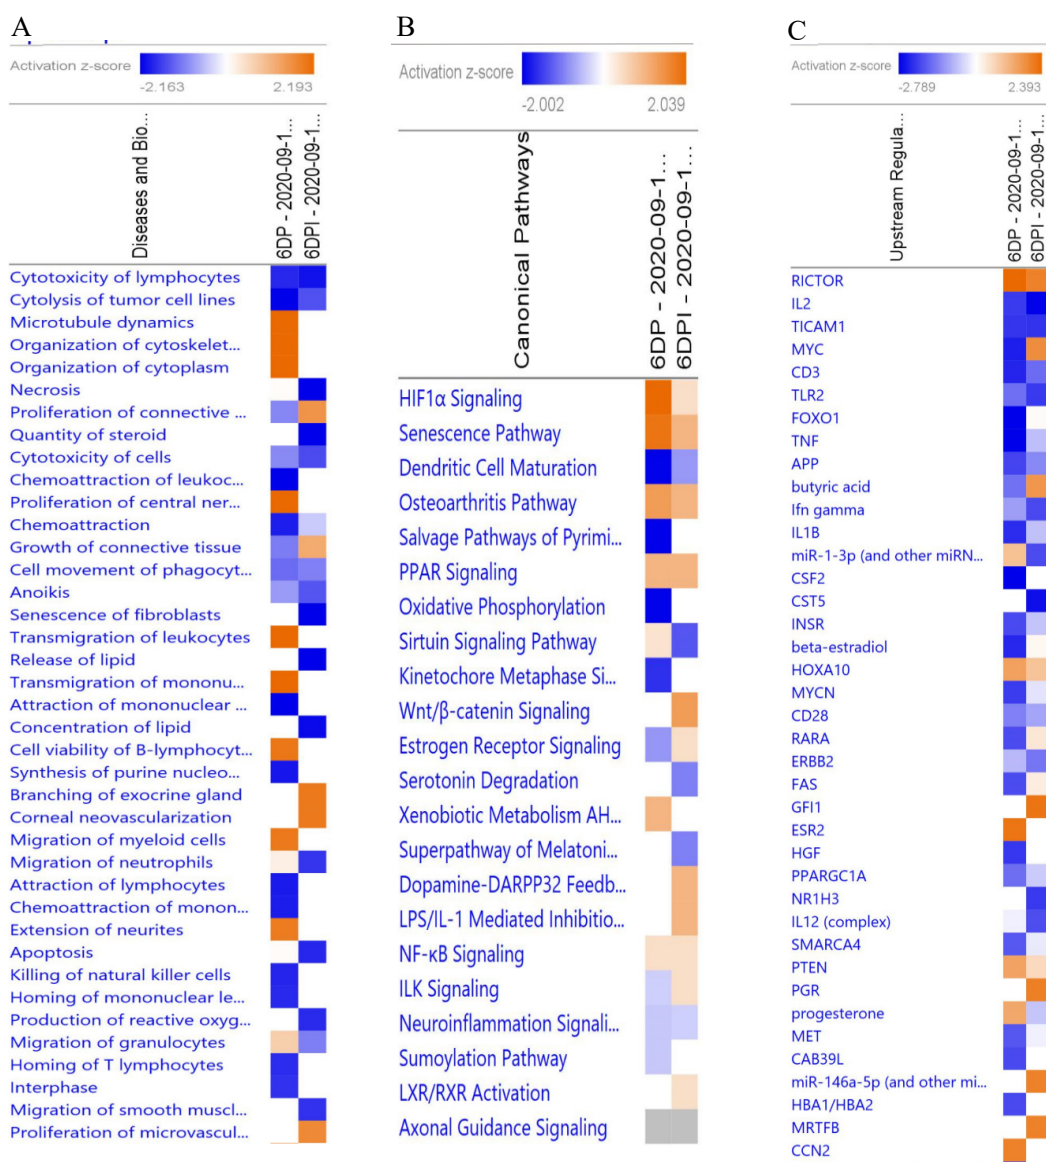 A
Activation z-score
-2.163 2.193
Diseases and Bio...
6DP - 2020-09-1...
6DPI - 2020-09-1...
Cytotoxicity of lymphocytes
Cytolysis of tumor cell lines
Microtubule dynamics
Organization of cytoskelet...
Organization of cytoplasm
Necrosis
Proliferation of connective ...
Quantity of steroid
Cytotoxicity of cells
Chemoattraction of leukoc...
Proliferation of central ner...
Chemoattraction
Growth of connective tissue
Cell movement of phagocyt...
Anoikis
Senescence of fibroblasts
Transmigration of leukocytes
Release of lipid
Transmigration of mononu...
Attraction of mononuclear ...
Concentration of lipid
Cell viability of B-lymphocyt...
Synthesis of purine nucleo...
Branching of exocrine gland
Corneal neovascularization
Migration of myeloid cells
Migration of neutrophils
Attraction of lymphocytes
Chemoattraction of monon...
Extension of neurites
Apoptosis
Killing of natural killer cells
Homing of mononuclear le...
Production of reactive oxyg...
Migration of granulocytes
Homing of T lymphocytes
Interphase
Migration of smooth muscl...
Proliferation of microvascul...
B
Activation z-score
-2.002 2.039
Canonical Pathways
6DP - 2020-09-1...
6DPI - 2020-09-1...
HIF1α Signaling
Senescence Pathway
Dendritic Cell Maturation
Osteoarthritis Pathway
Salvage Pathways of Pyrimi...
PPAR Signaling
Oxidative Phosphorylation
Sirtuin Signaling Pathway
Kinetochore Metaphase Si...
Wnt/β-catenin Signaling
Estrogen Receptor Signaling
Serotonin Degradation
Xenobiotic Metabolism AH...
Superpathway of Melatoni...
Dopamine-DARPP32 Feedb...
LPS/IL-1 Mediated Inhibitio...
NF-κB Signaling
ILK Signaling
Neuroinflammation Signali...
Sumoylation Pathway
LXR/RXR Activation
Axonal Guidance Signaling
C
Activation z-score
-2.789 2.393
Upstream Regula...
6DP - 2020-09-1...
6DPI - 2020-09-1...
RICTOR
IL2
TICAM1
MYC
CD3
TLR2
FOXO1
TNF
APP
butyric acid
Ifn gamma
IL1B
miR-1-3p (and other miRN...
CSF2
CST5
INSR
beta-estradiol
HOXA10
MYCN
CD28
RARA
ERBB2
FAS
GFI1
ESR2
HGF
PPARGC1A
NR1H3
IL12 (complex)
SMARCA4
PTEN
PGR
progesterone
MET
CAB39L
miR-146a-5p (and other mi...
HBA1/HBA2
MRTFB
CCN2